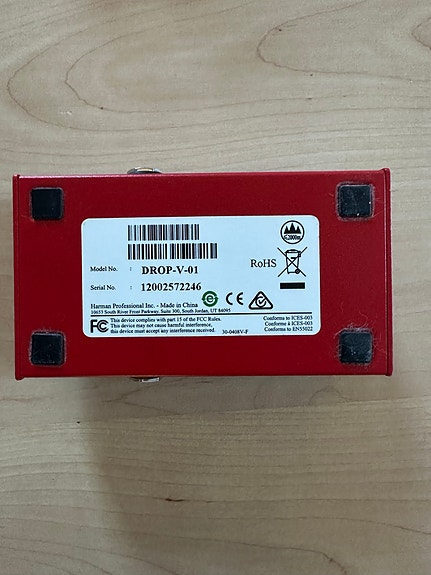 ≤2000m
RoHS
Model No. : DROP-V-01
Serial No. : 12002572246
CE
Harman Professional Inc. - Made in China
10653 South River Front Parkway, Suite 300, South Jordan, UT 84095
FC
This device complies with part 15 of the FCC Rules.
This device may not cause harmful interference,
this device must accept any interference received.
30-0408V-F
Conforms to ICES-003
Conforme à ICES-003
Conforms to EN55022